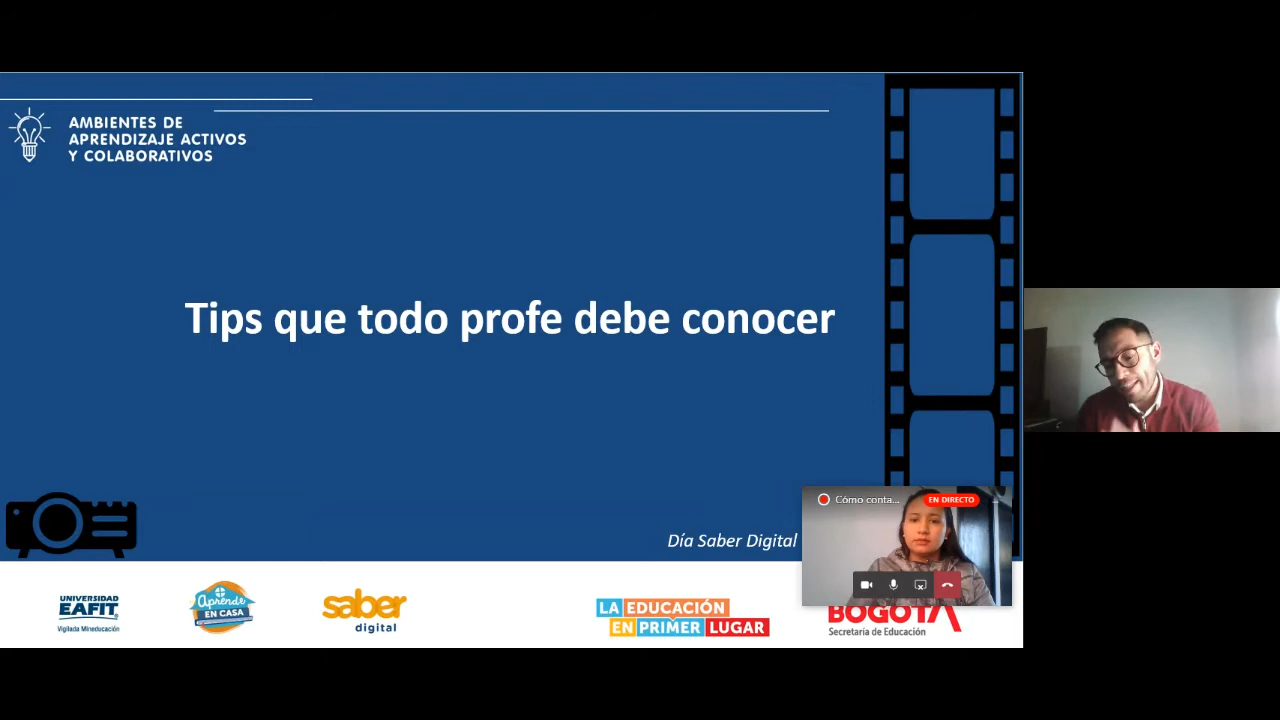 AMBIENTES DE
APRENDIZAJE ACTIVOS
Y COLABORATIVOS
Tips que todo profe debe conocer
Cómo conta...
EN DIRECTO
Día Saber Digital
UNIVERSIDAD
EAFIT
Vigilada Mineducación
Aprende
EN CASA
saber
digital
LA EDUCACIÓN
EN PRIMER LUGAR
BOGOTA
Secretaría de Educación